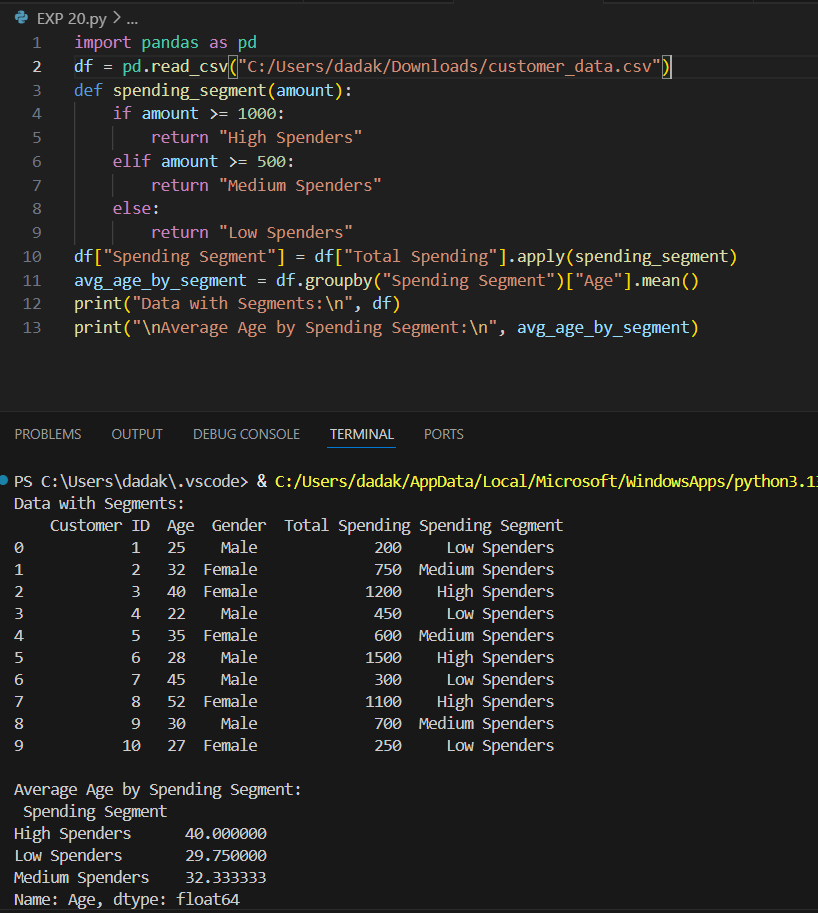 EXP 20.py > ...
1 import pandas as pd
2 df = pd.read_csv("C:/Users/dadak/Downloads/customer_data.csv")
3 def spending_segment(amount):
4     if amount >= 1000:
5         return "High Spenders"
6     elif amount >= 500:
7         return "Medium Spenders"
8     else:
9         return "Low Spenders"
10 df["Spending Segment"] = df["Total Spending"].apply(spending_segment)
11 avg_age_by_segment = df.groupby("Spending Segment")["Age"].mean()
12 print("Data with Segments:\n", df)
13 print("\nAverage Age by Spending Segment:\n", avg_age_by_segment)
PROBLEMS OUTPUT DEBUG CONSOLE TERMINAL PORTS
PS C:\Users\dadak\.vscode> & C:/Users/dadak/AppData/Local/Microsoft/WindowsApps/python3.13
Data with Segments:
    Customer ID  Age  Gender  Total Spending Spending Segment
0            1   25    Male             200     Low Spenders
1            2   32  Female             750  Medium Spenders
2            3   40  Female            1200    High Spenders
3            4   22    Male             450     Low Spenders
4            5   35  Female             600  Medium Spenders
5            6   28    Male            1500    High Spenders
6            7   45    Male             300     Low Spenders
7            8   52  Female            1100    High Spenders
8            9   30    Male             700  Medium Spenders
9           10   27  Female             250     Low Spenders
Average Age by Spending Segment:
 Spending Segment
High Spenders      40.000000
Low Spenders       29.750000
Medium Spenders    32.333333
Name: Age, dtype: float64